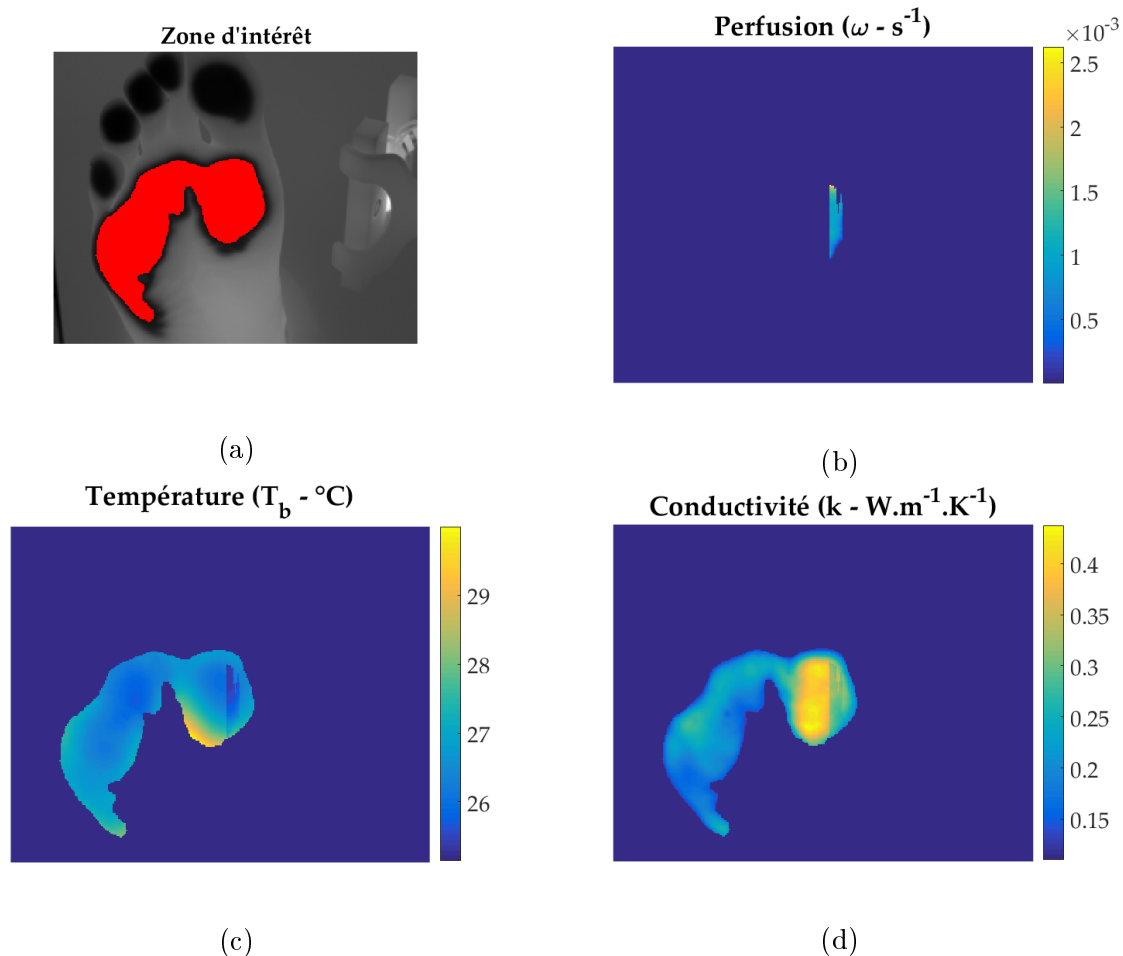 Zone d'intérêt
Perfusion (ω - s⁻¹)
×10⁻³
2.5
2
1.5
1
0.5
(a)
(b)
Température (T_b - °C)
29
28
27
26
Conductivité (k - W.m⁻¹.K⁻¹)
0.4
0.35
0.3
0.25
0.2
0.15
(c)
(d)